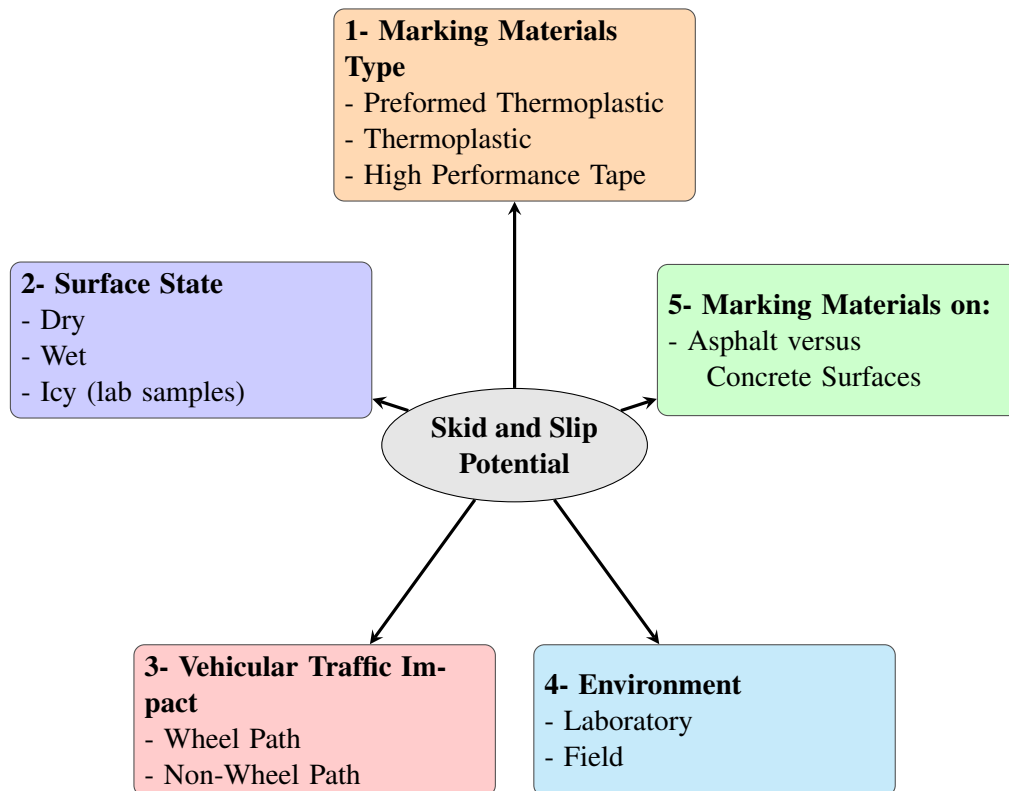 1- Marking Materials
Type
- Preformed Thermoplastic
- Thermoplastic
- High Performance Tape
2- Surface State
- Dry
- Wet
- Icy (lab samples)
5- Marking Materials on:
- Asphalt versus
Concrete Surfaces
Skid and Slip
Potential
3- Vehicular Traffic Im-
pact
- Wheel Path
- Non-Wheel Path
4- Environment
- Laboratory
- Field